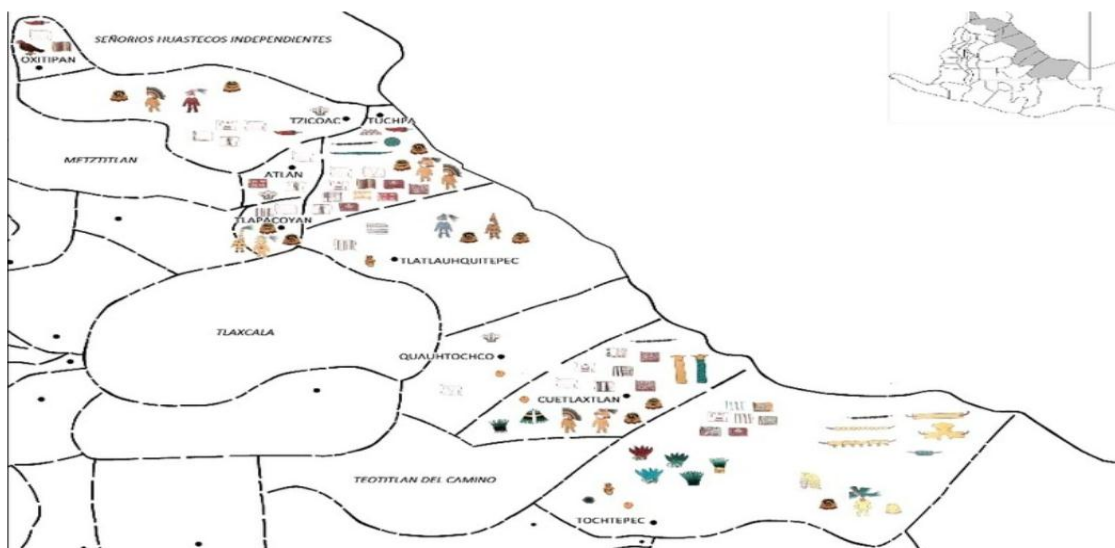 SEÑORIOS HUASTECOS INDEPENDIENTES
OXITIPAN
TZICOAC
TUCHPA
METZTITLAN
ATLAN
TLAPACOYAN
TLATLAUHQUITEPEC
TLAXCALA
QUAUHTOCHCO
CUETLAXTLAN
TEOTITLAN DEL CAMINO
TOCHTEPEC